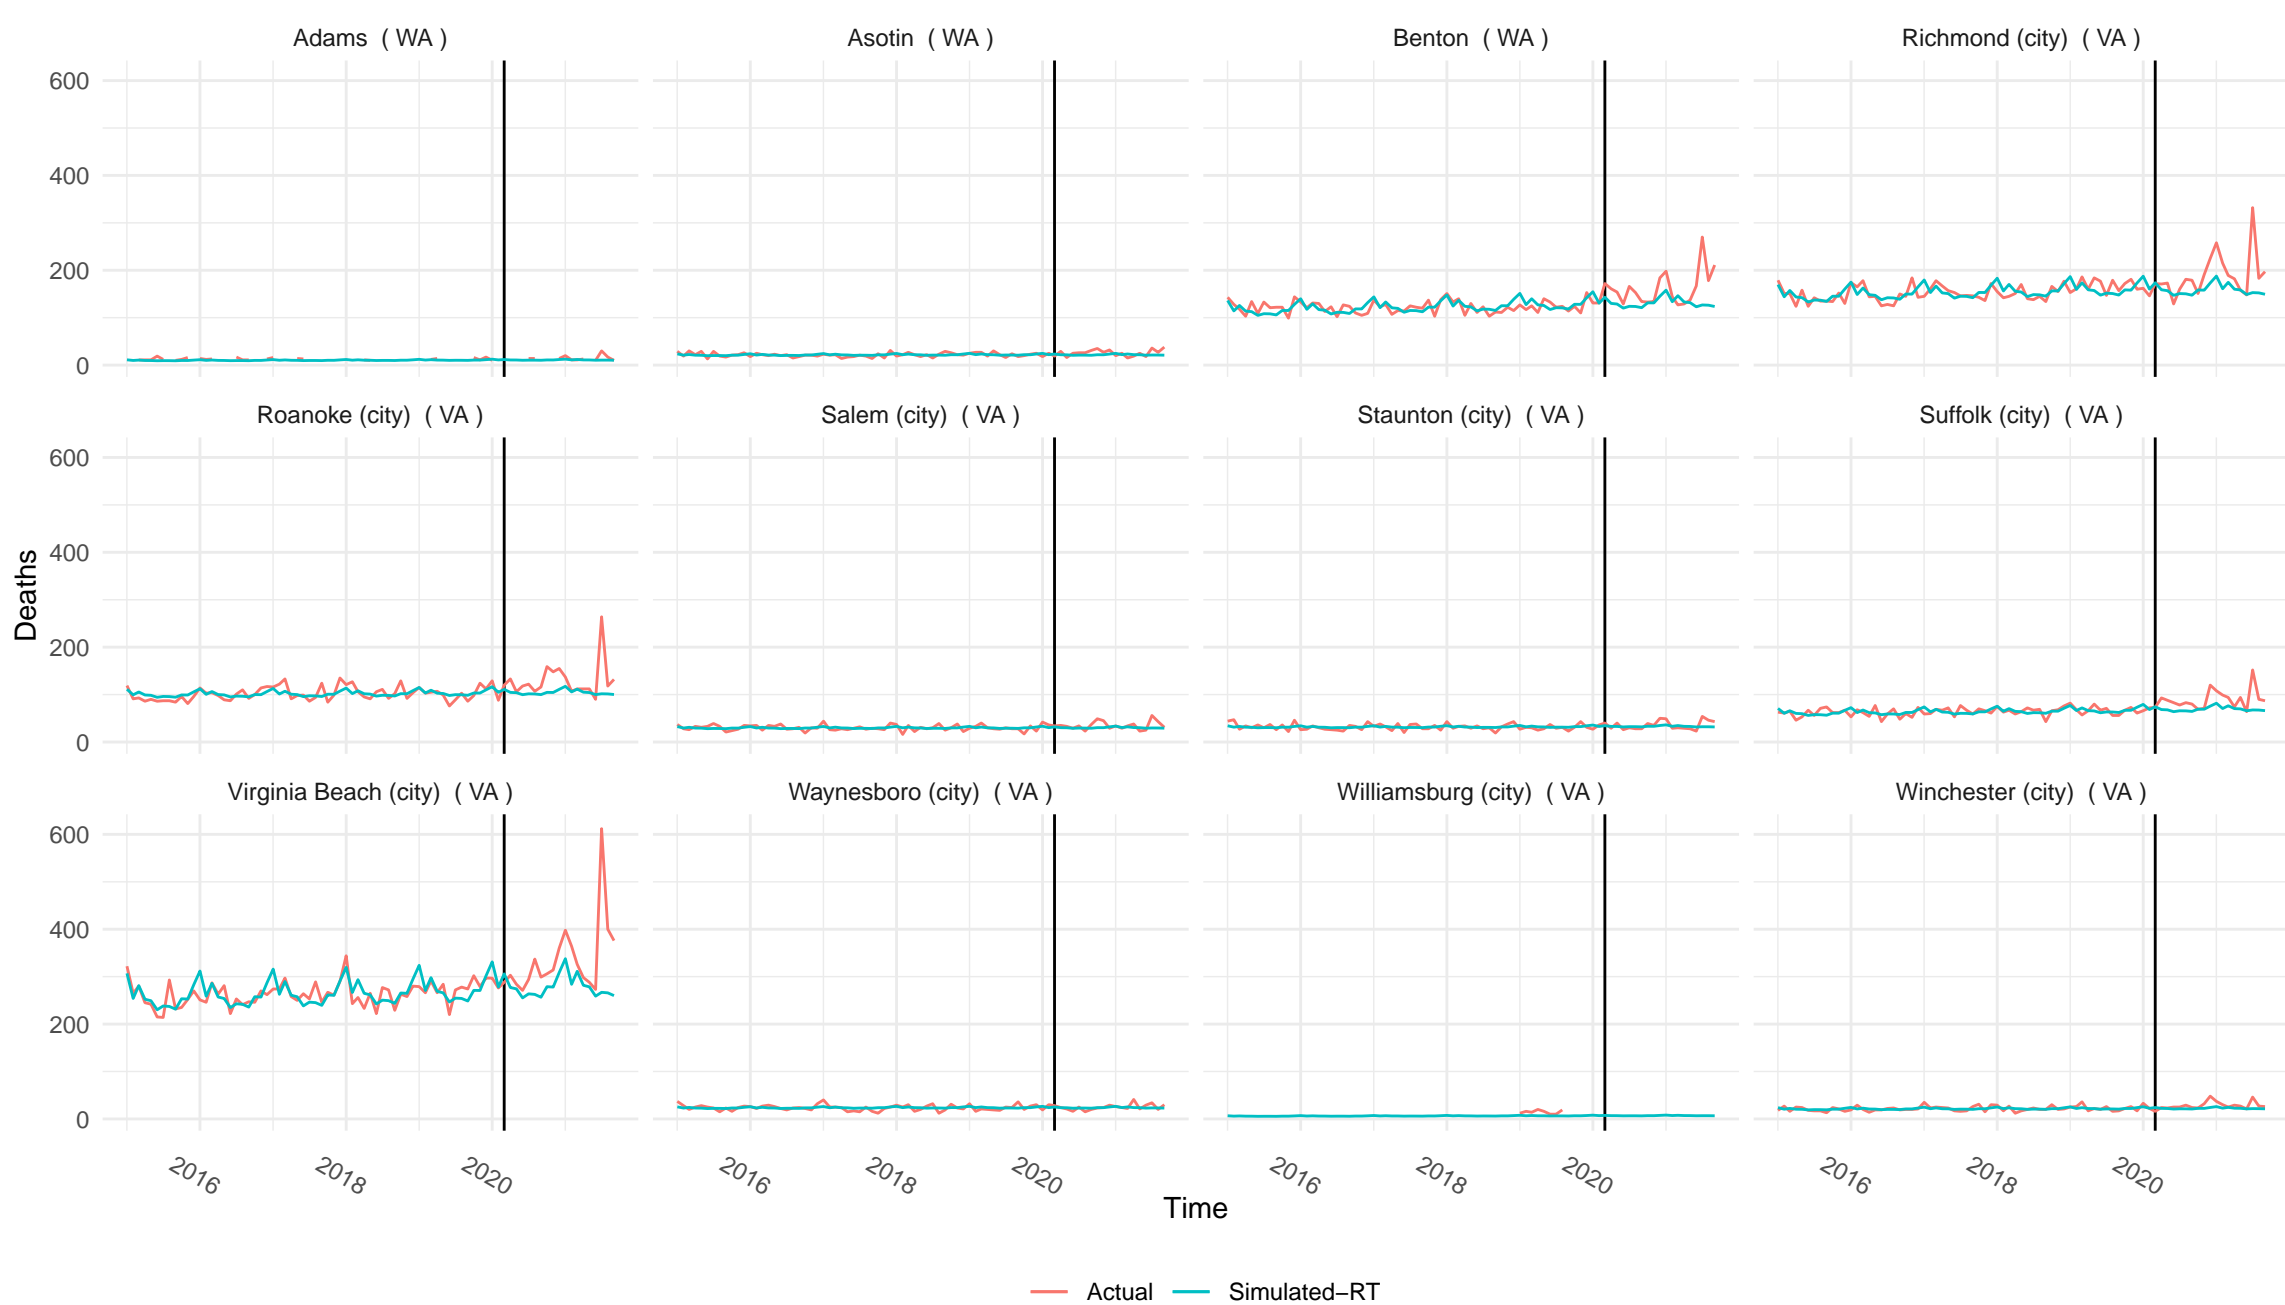 Adams ( WA )
Asotin ( WA )
Benton ( WA )
Richmond (city) ( VA )
600
400
200
0
Roanoke (city) ( VA )
Salem (city) ( VA )
Staunton (city) ( VA )
Suffolk (city) ( VA )
600
400
200
0
Deaths
Virginia Beach (city) ( VA )
Waynesboro (city) ( VA )
Williamsburg (city) ( VA )
Winchester (city) ( VA )
600
400
200
0
2016 2018 2020
2016 2018 2020
2016 2018 2020
2016 2018 2020
Time
Actual
Simulated−RT